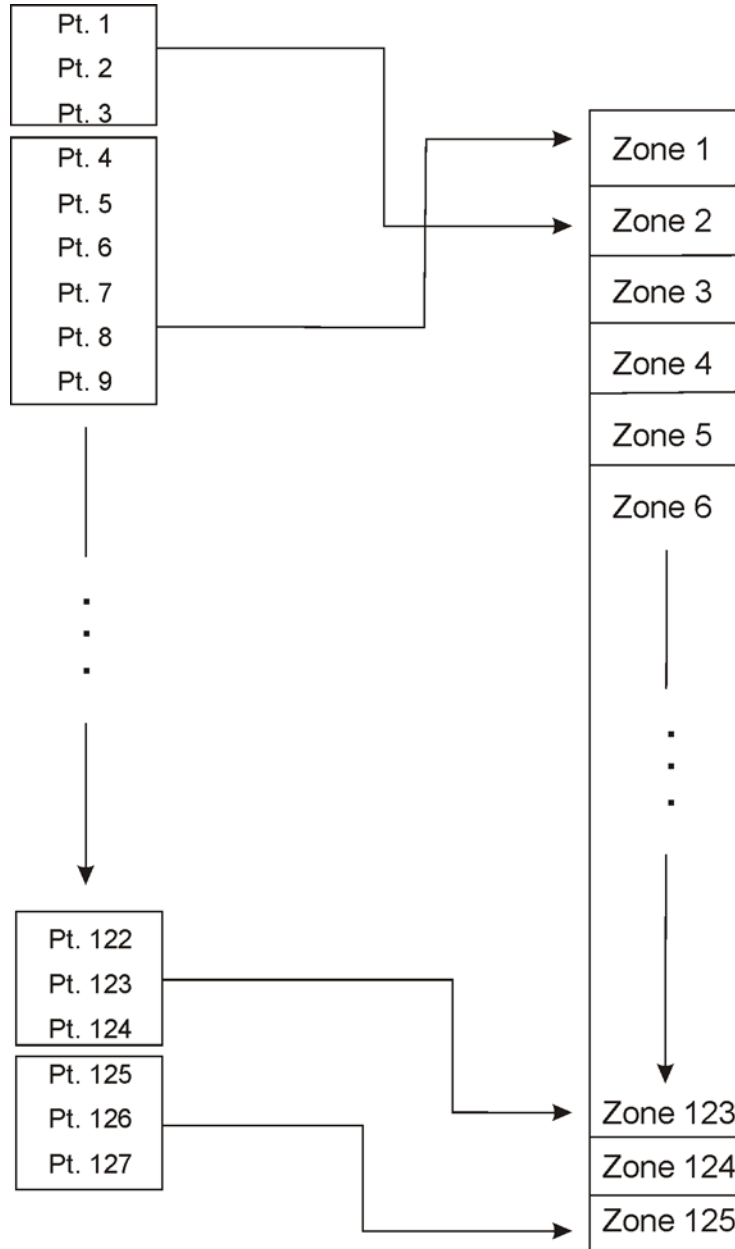 Pt. 1
Pt. 2
Pt. 3
Pt. 4
Pt. 5
Pt. 6
Pt. 7
Pt. 8
Pt. 9
Pt. 122
Pt. 123
Pt. 124
Pt. 125
Pt. 126
Pt. 127
Zone 1
Zone 2
Zone 3
Zone 4
Zone 5
Zone 6
Zone 123
Zone 124
Zone 125